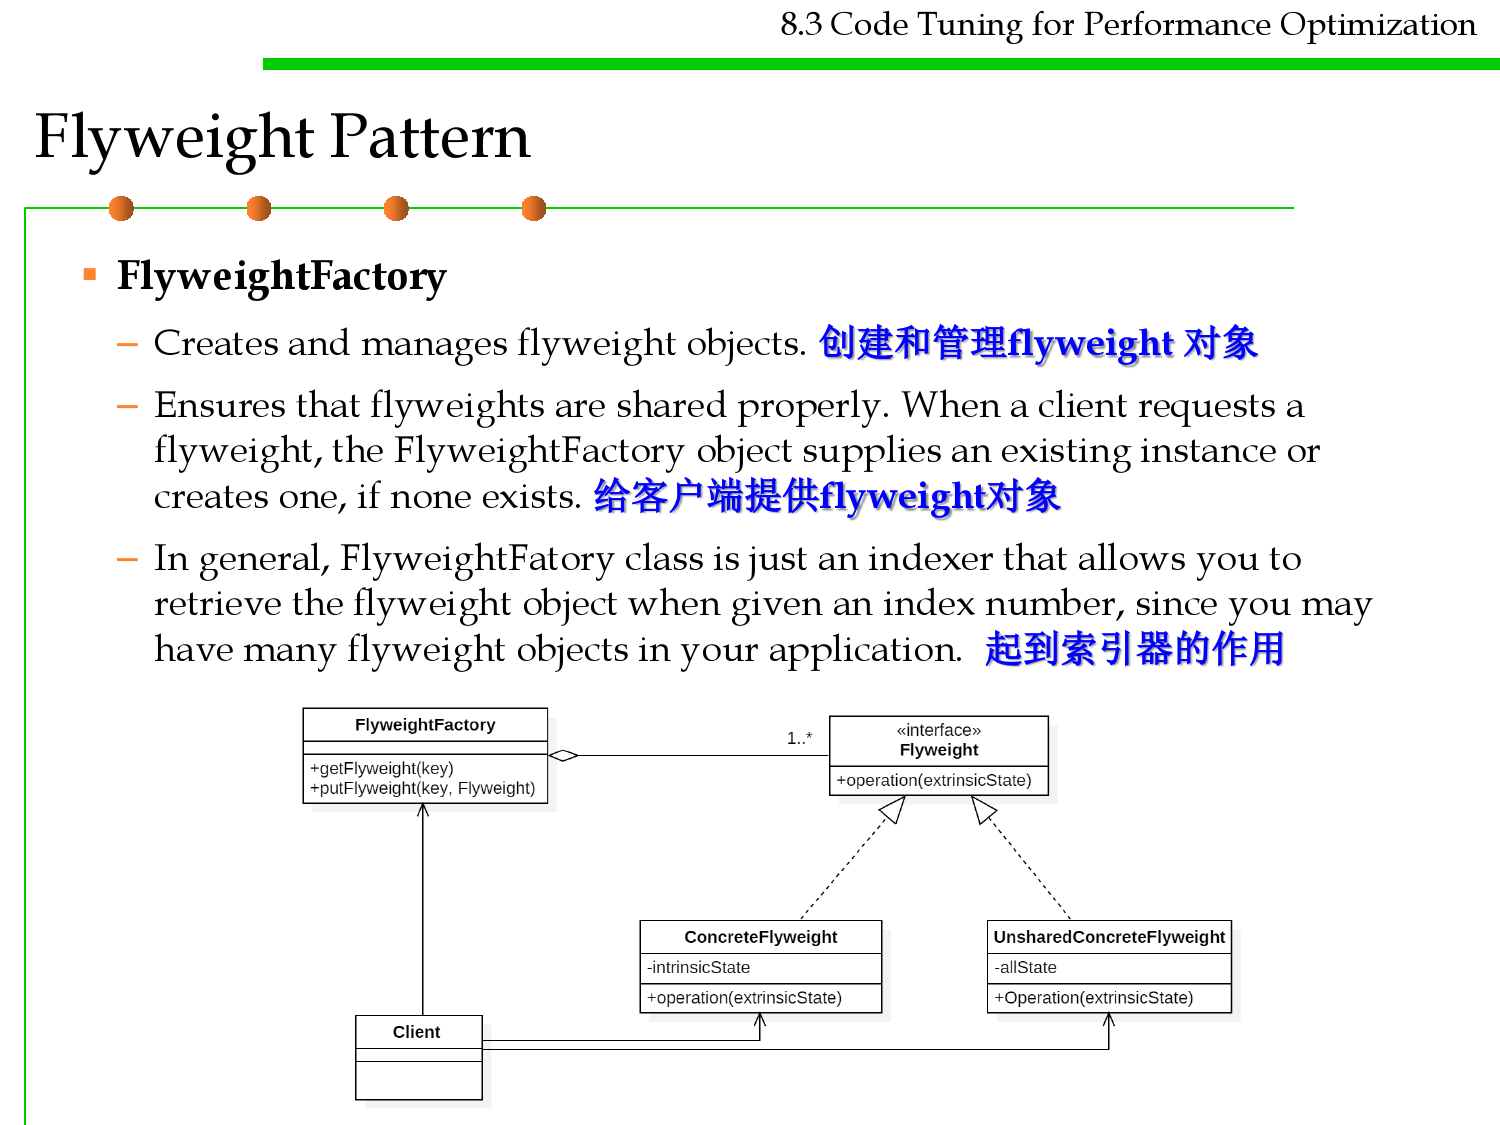 8.3 Code Tuning for Performance Optimization
Flyweight Pattern
▪ FlyweightFactory
– Creates and manages flyweight objects. 创建和管理flyweight 对象
– Ensures that flyweights are shared properly. When a client requests a
flyweight, the FlyweightFactory object supplies an existing instance or
creates one, if none exists. 给客户端提供flyweight对象
– In general, FlyweightFatory class is just an indexer that allows you to
retrieve the flyweight object when given an index number, since you may
have many flyweight objects in your application. 起到索引器的作用
FlyweightFactory
+getFlyweight(key)
+putFlyweight(key, Flyweight)
1..*
«interface»
Flyweight
+operation(extrinsicState)
ConcreteFlyweight
-intrinsicState
+operation(extrinsicState)
UnsharedConcreteFlyweight
-allState
+Operation(extrinsicState)
Client